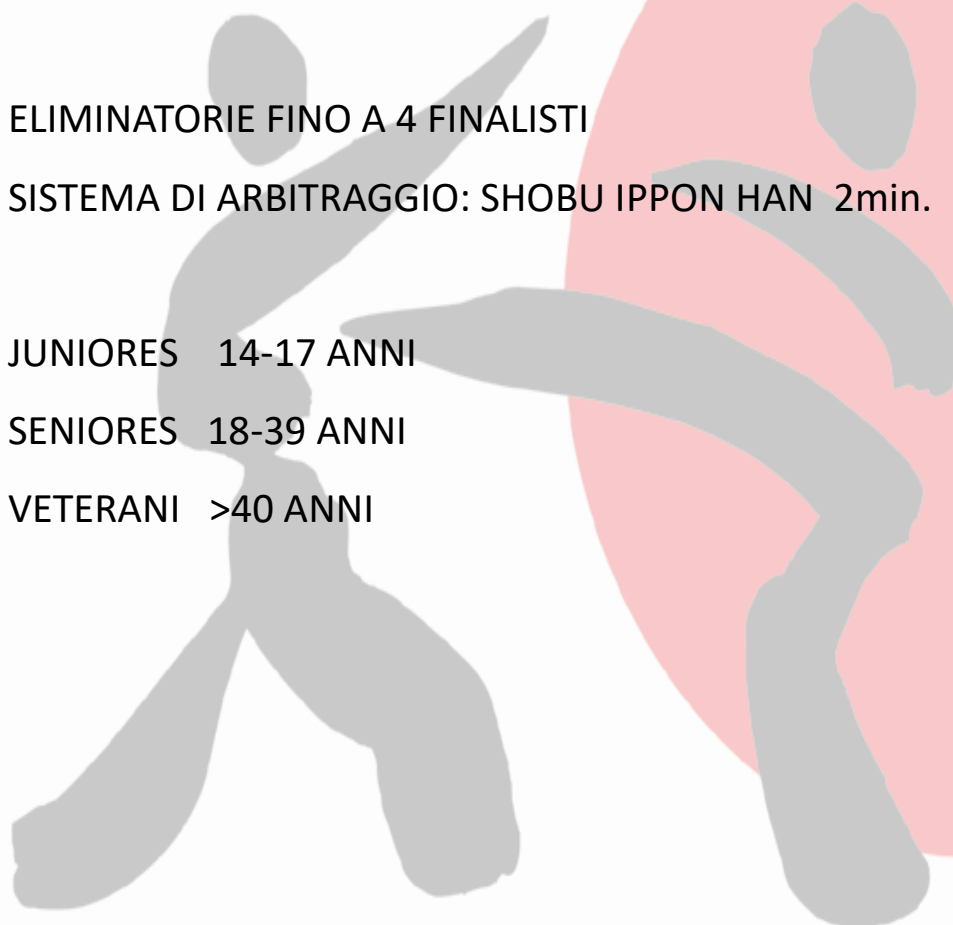 ELIMINATORIE FINO A 4 FINALISTI
SISTEMA DI ARBITRAGGIO: SHOBU IPPON HAN 2min.
JUNIORES 14-17 ANNI
SENIORES 18-39 ANNI
VETERANI >40 ANNI